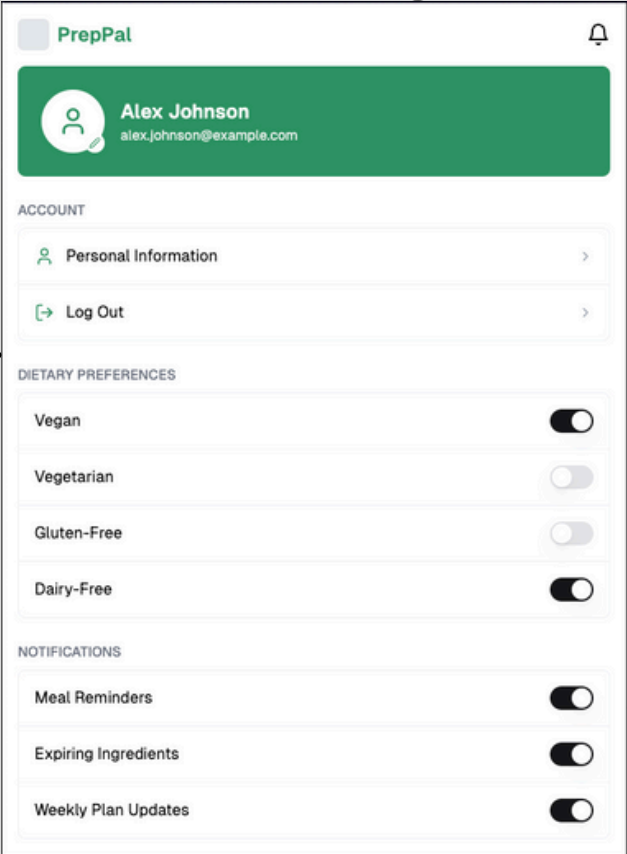 PrepPal
Alex Johnson
alex.johnson@example.com
ACCOUNT
Personal Information
Log Out
DIETARY PREFERENCES
Vegan
Vegetarian
Gluten-Free
Dairy-Free
NOTIFICATIONS
Meal Reminders
Expiring Ingredients
Weekly Plan Updates